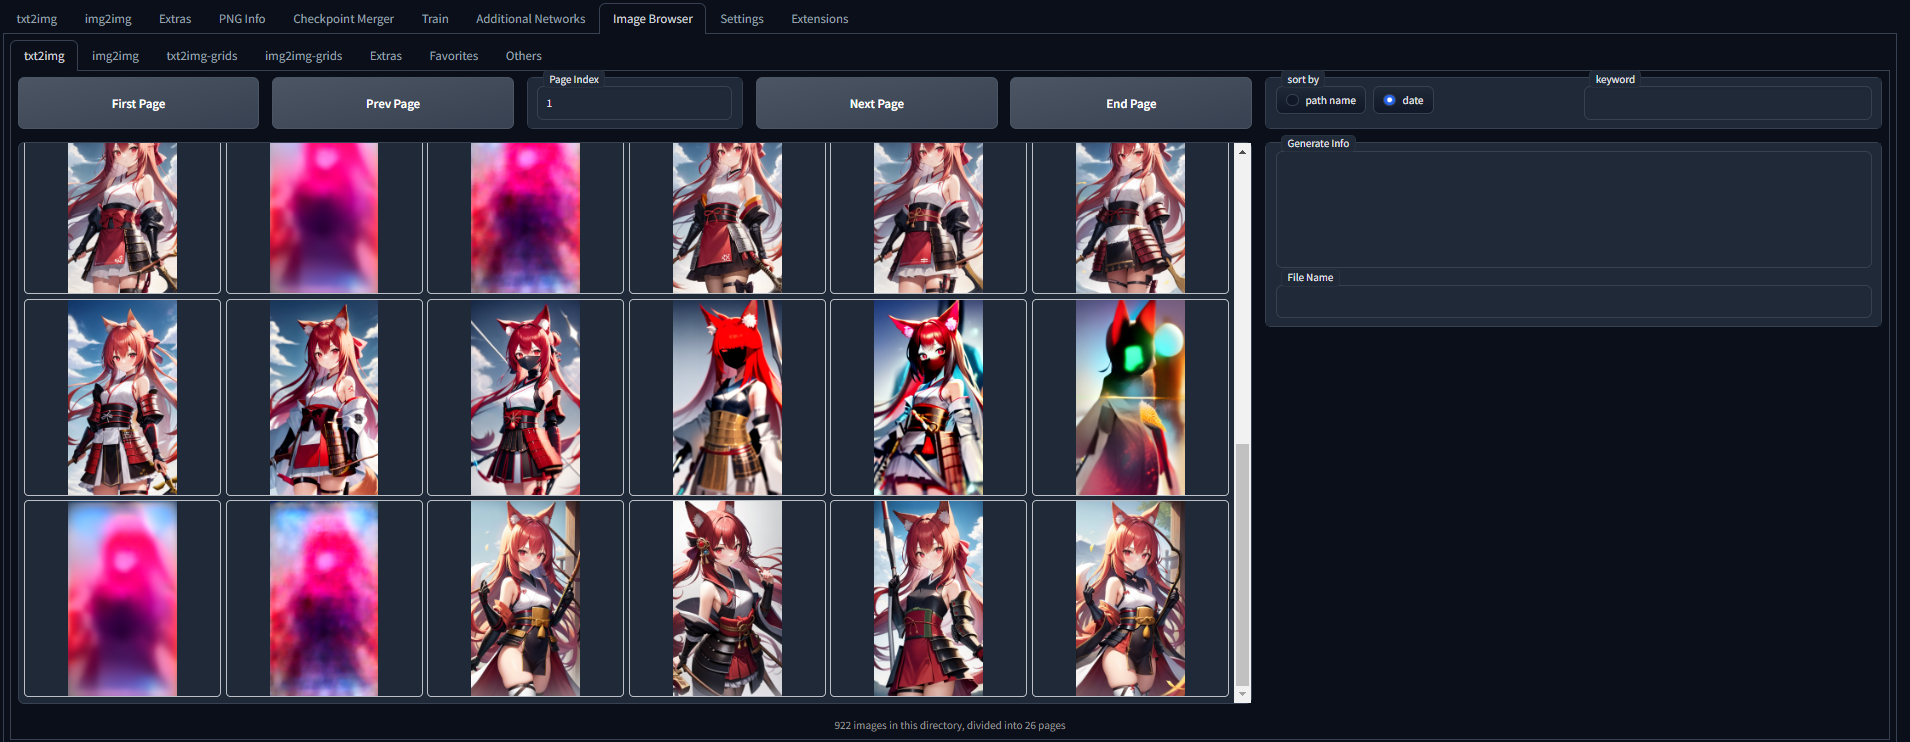 txt2img img2img Extras PNG Info Checkpoint Merger Train Additional Networks Image Browser Settings Extensions
txt2img img2img txt2img-grids img2img-grids Extras Favorites Others
First Page
Prev Page
Page Index
1
Next Page
End Page
sort by
path name
date
keyword
Generate Info
File Name
922 images in this directory, divided into 26 pages